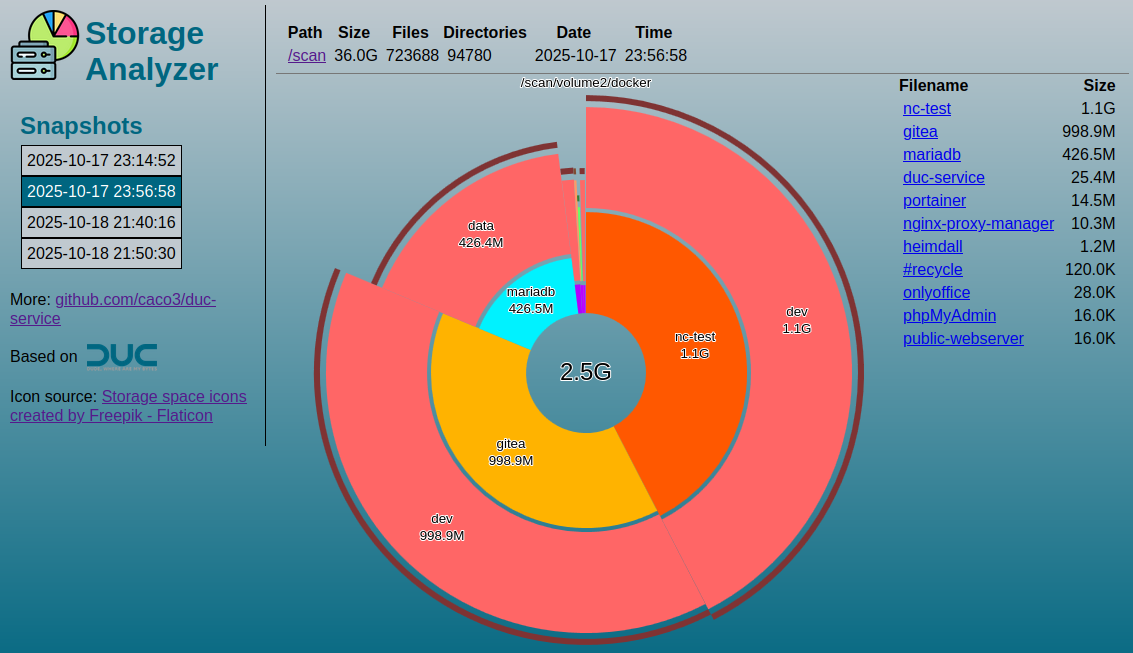 Storage
Analyzer
Snapshots
2025-10-17 23:14:52
2025-10-17 23:56:58
2025-10-18 21:40:16
2025-10-18 21:50:30
More: github.com/caco3/duc-
service
Based on DUC
Icon source: Storage space icons
created by Freepik - Flaticon
Path Size Files Directories Date Time
/scan 36.0G 723688 94780 2025-10-17 23:56:58
/scan/volume2/docker
data
426.4M
mariadb
426.5M
dev
1.1G
nc-test
1.1G
2.5G
gitea
998.9M
dev
998.9M
Filename Size
nc-test 1.1G
gitea 998.9M
mariadb 426.5M
duc-service 25.4M
portainer 14.5M
nginx-proxy-manager 10.3M
heimdall 1.2M
#recycle 120.0K
onlyoffice 28.0K
phpMyAdmin 16.0K
public-webserver 16.0K